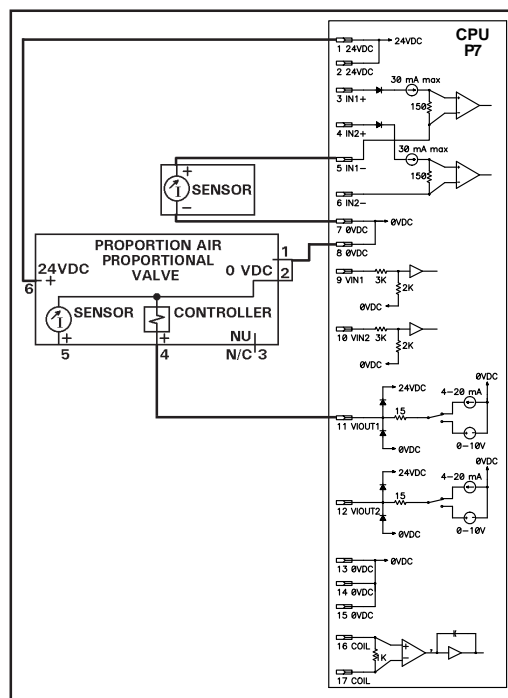 CPU
P7
1 24VDC
24VDC
2 24VDC
30 mA max
3 IN1+
150
4 IN2+
30 mA max
5 IN1-
150
6 IN2-
+
I
SENSOR
−
7 0VDC
0VDC
8 0VDC
PROPORTION AIR
PROPORTIONAL
VALVE
1
24VDC
0 VDC
2
6
+
SENSOR
CONTROLLER
I
+
+
NU
N/C
5
4
3
9 VIN1
3K
2K
0VDC
10 VIN2
3K
2K
0VDC
24VDC
0VDC
4-20 mA
15
11 VIOUT1
0VDC
0-10V
24VDC
0VDC
4-20 mA
15
12 VIOUT2
0VDC
0-10V
13 0VDC
0VDC
14 0VDC
15 0VDC
16 COIL
1K
+
−
17 COIL